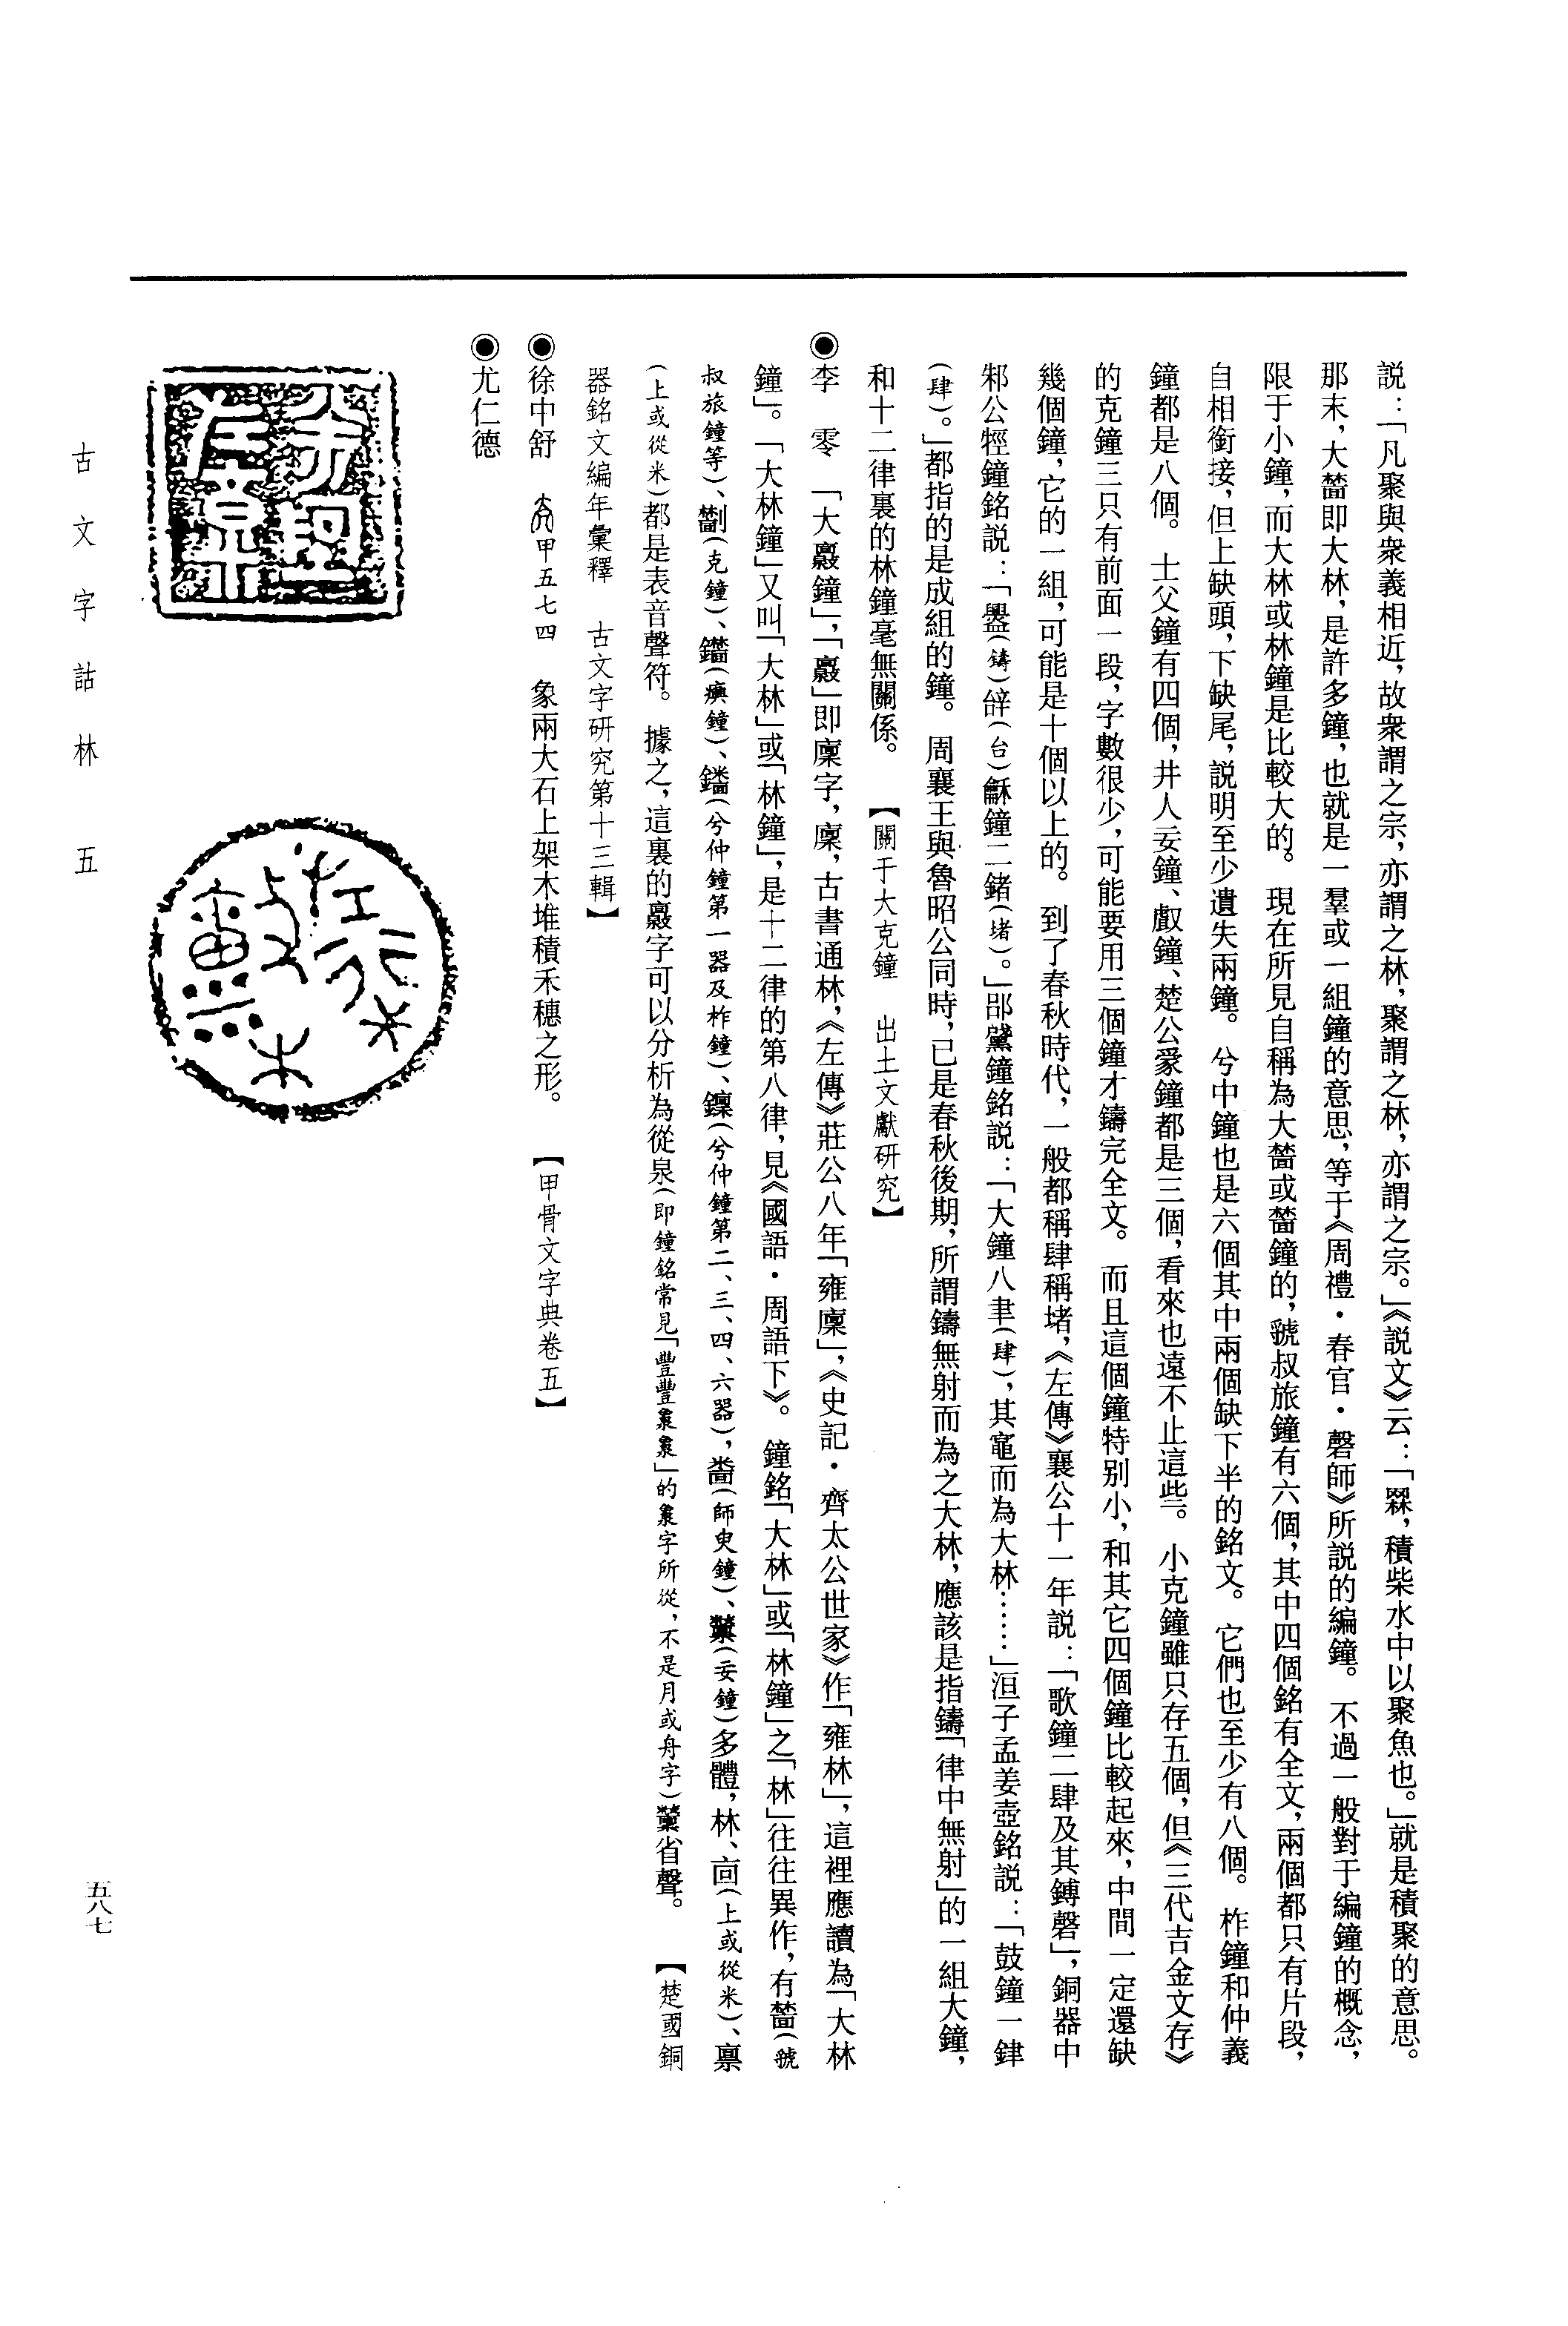 説：「凡聚與衆義相近，故衆謂之宗，亦謂之林，聚謂之林，亦謂之宗。」《説文》云：「罧，積柴水中以聚魚也。」就是積聚的意思。
那末，大薔即大林，是許多鐘，也就是一羣或一組鐘的意思，等于《周禮·春官·磬師》所説的編鐘。不過一般對于編鐘的概念，
限于小鐘，而大林或林鐘是比較大的。現在所見自稱為大或鐘的，虢叔旅鐘有六個，其中四個銘有全文，兩個都只有片段，
自相銜接，但上缺頭，下缺尾，説明至少遺失兩鐘。兮中鐘也是六個其中兩個缺下半的銘文。它們也至少有八個。柞鐘和仲義
鐘都是八個。士父鐘有四個，井人妄鐘、𠭯鐘、楚公鐘都是三個，看來也遠不止這些。小克鐘雖只存五個，但《三代吉金文存》
的克鐘三只有前面一段，字數很少，可能要用三個鐘才鑄完全文。而且這個鐘特别小，和其它四個鐘比較起來，中間一定還缺
幾個鐘，它的一組，可能是十個以上的。到了春秋時代，一般都稱肆稱堵，《左傳》襄公十一年説：「歌鐘二肆及其鎛磬」，銅器中
邾公牼鐘銘説：「（鑄）辝（台）龢鐘二鍺（堵）。」邵鐘銘説：「大鐘八聿（肆），其竈而為大林……」洹子孟姜壺銘説：「鼓鐘一銉
（肆）。」都指的是成組的鐘。周襄王與魯昭公同時，已是春秋後期，所謂鑄無射而為之大林，應該是指鑄「律中無射」的一組大鐘，
和十二律裏的林鐘毫無關係。【關于大克鐘　出土文獻研究】
◉李　零　「大鐘」，「」即廩字，廩，古書通林，《左傳》莊公八年「雍廩」，《史記·齊太公世家》作「雍林」，這裡應讀為「大林
鐘」。「大林鐘」又叫「大林」或「林鐘」，是十二律的第八律，見《國語·周語下》。鐘銘「大林」或「林鐘」之「林」往往異作，有（虢
叔旅鐘等）、（克鐘）、（㾓鐘）、（兮仲鐘第一器及柞鐘）、（兮仲鐘第二、三、四、六器），（師臾鐘）、（妄鐘）多體，林、㐭（上或從米）、稟
（上或從米）都是表音聲符。據之，這裏的字可以分析為從泉（即鐘銘常見「豐豐」的字所從，不是月或舟字）省聲。【楚國銅
器銘文編年彙釋　古文字研究第十三輯】
◉徐中舒　甲五七四　象兩大石上架木堆積禾穗之形。【甲骨文字典卷五】
◉尤仁德
古文字詁林　五
五八七